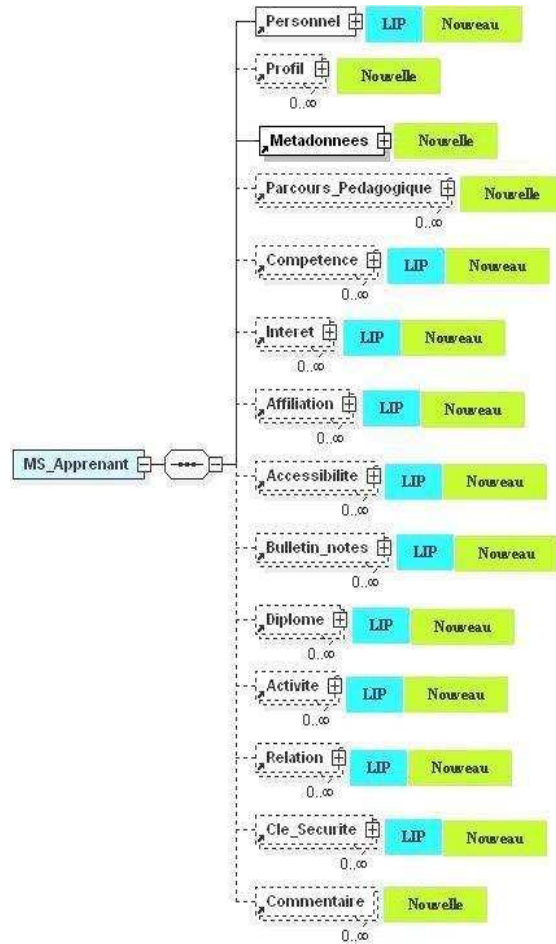 Personnel LIP Nouveau
Profil Nouvelle
0..∞
Metadonnees Nouvelle
Parcours_Pedagogique Nouvelle
0..∞
Competence LIP Nouveau
0..∞
Interet LIP Nouveau
0..∞
Affiliation LIP Nouveau
0..∞
MS_Apprenant
Accessibilite LIP Nouveau
0..∞
Bulletin_notes LIP Nouveau
0..∞
Diplome LIP Nouveau
0..∞
Activite LIP Nouveau
0..∞
Relation LIP Nouveau
0..∞
Cle_Securite LIP Nouveau
0..∞
Commentaire Nouvelle
0..∞